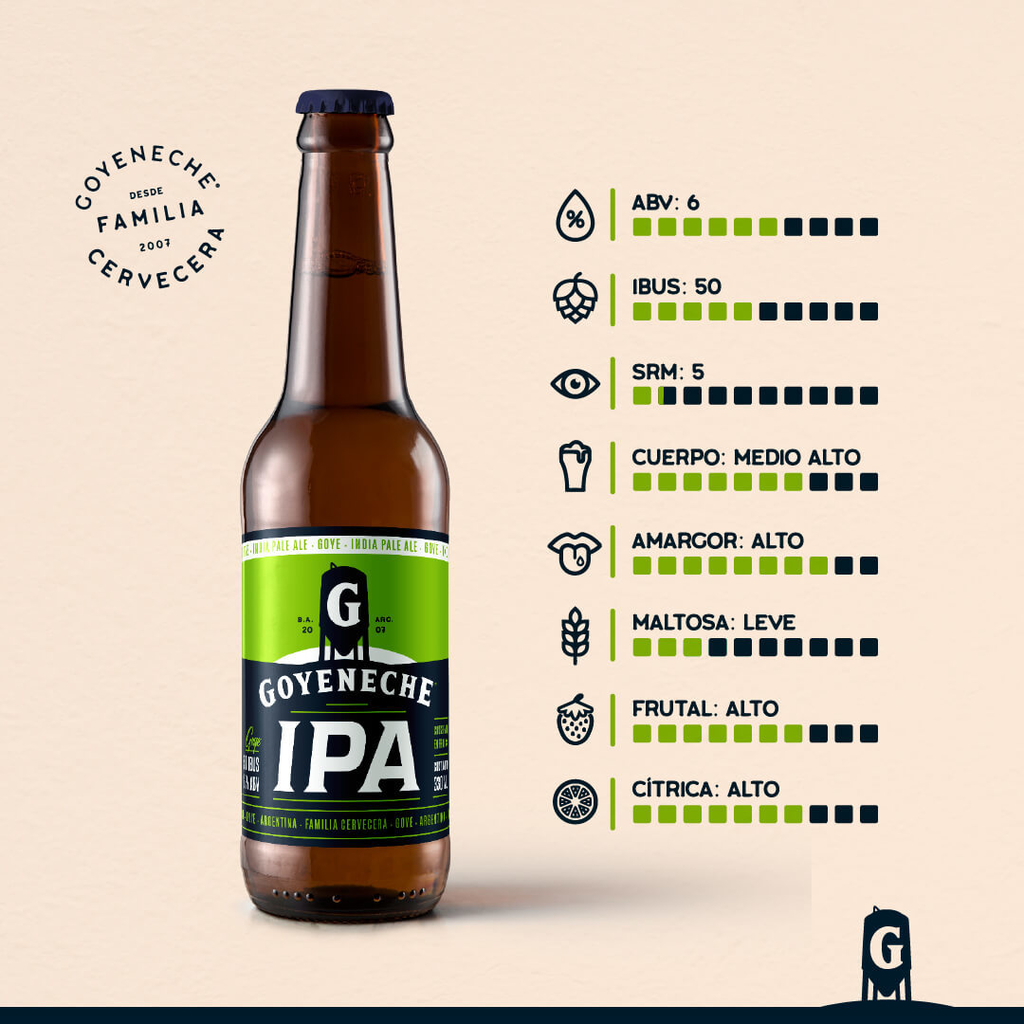 GOYENECHE
DESDE
FAMILIA
2007
CERVECERA
ABV: 6
IBUS: 50
SRM: 5
CUERPO: MEDIO ALTO
AMARGOR: ALTO
MALTOSA: LEVE
FRUTAL: ALTO
CÍTRICA: ALTO
INDIA PALE ALE - GOYE - INDIA PALE ALE - GOYE -
G
B.A. ARG.
20 07
GOYENECHE
IPA
Goye
IBUS
ARGENTINA - FAMILIA CERVECERA - GOYE -
G